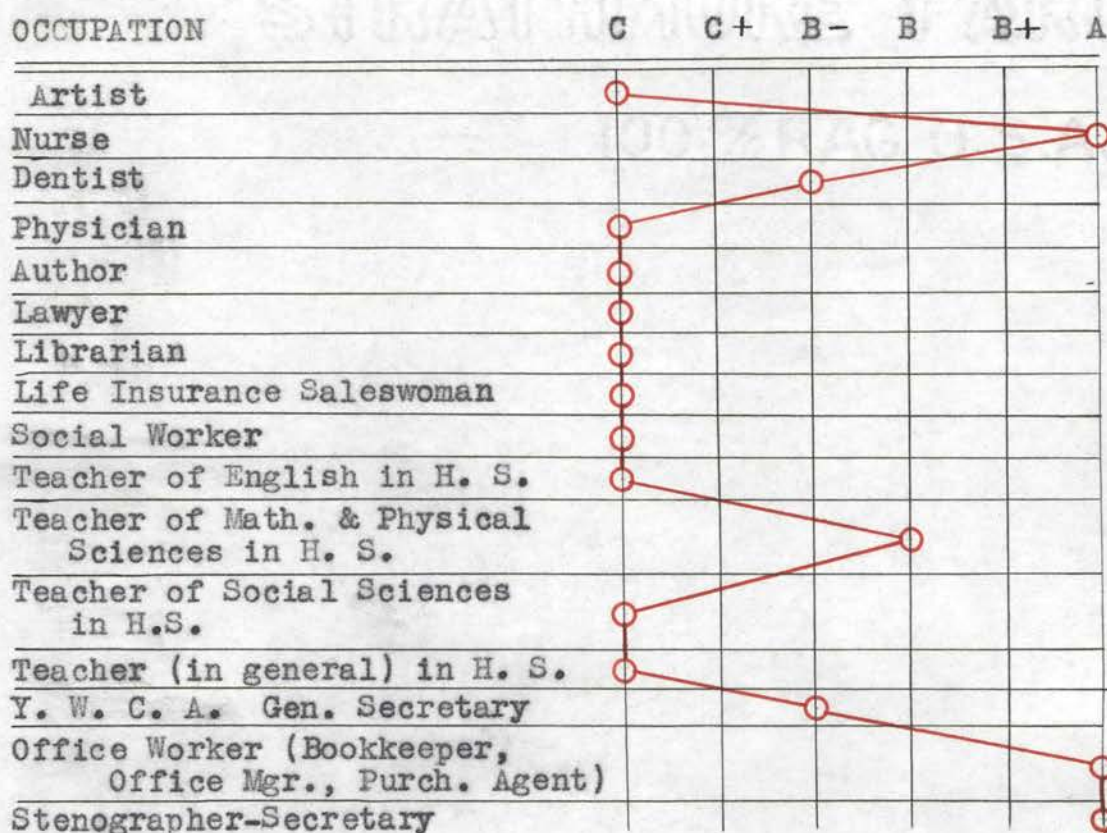 OCCUPATION C C+ B- B B+ A
Artist
Nurse
Dentist
Physician
Author
Lawyer
Librarian
Life Insurance Saleswoman
Social Worker
Teacher of English in H. S.
Teacher of Math. & Physical
Sciences in H. S.
Teacher of Social Sciences
in H.S.
Teacher (in general) in H. S.
Y. W. C. A. Gen. Secretary
Office Worker (Bookkeeper,
Office Mgr., Purch. Agent)
Stenographer-Secretary